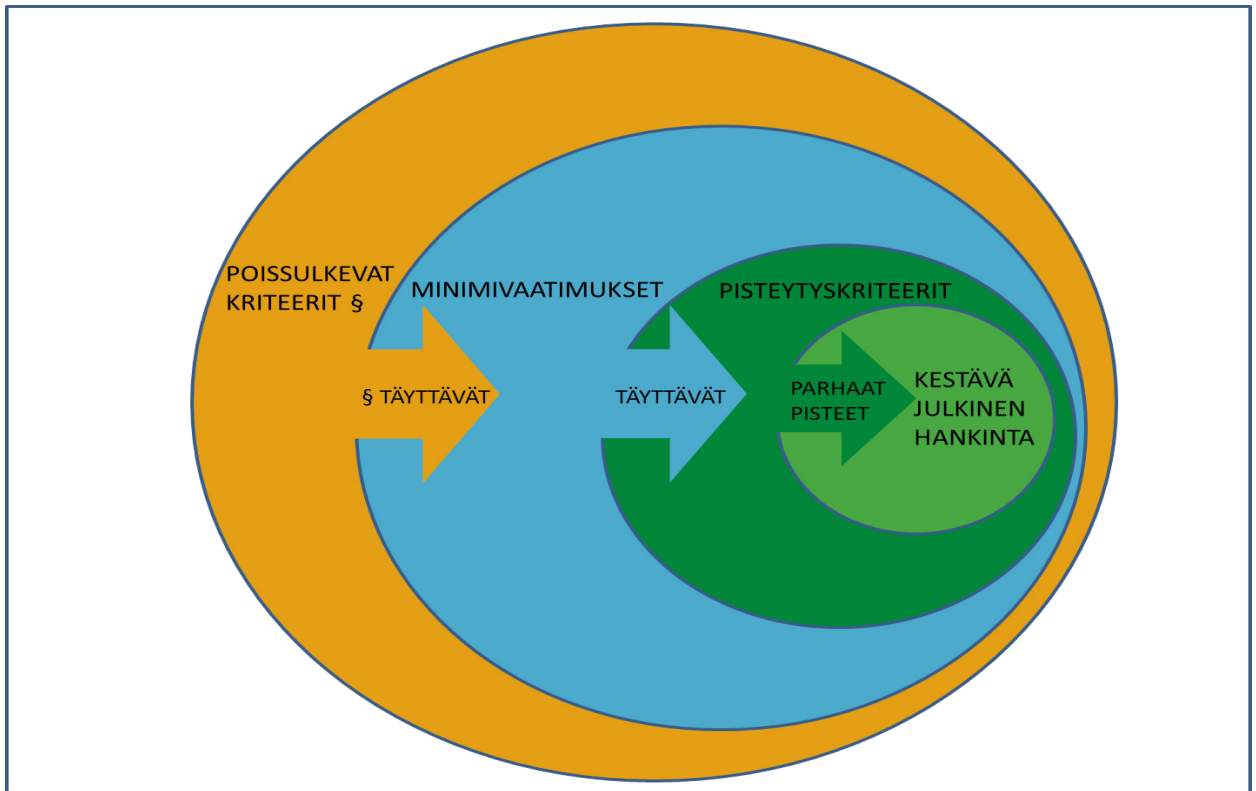 POISSULKEVAT
KRITEERIT §
MINIMIVAATIMUKSET
PISTEYTYSKRITEERIT
§ TÄYTTÄVÄT
TÄYTTÄVÄT
PARHAAT
PISTEET
KESTÄVÄ
JULKINEN
HANKINTA